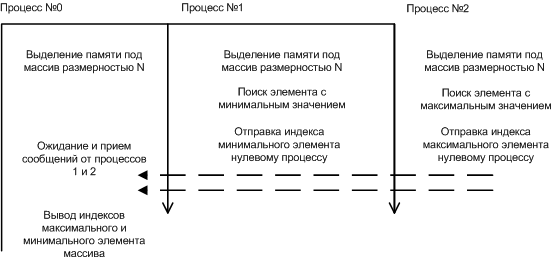 Процесс №0
Процесс №1
Процесс №2
Выделение памяти под
массив размерностью N
Ожидание и прием
сообщений от процессов
1 и 2
Вывод индексов
максимального и
минимального элемента
массива
Выделение памяти под
массив размерностью N
Поиск элемента с
минимальным значением
Отправка индекса
минимального элемента
нулевому процессу
Выделение памяти под
массив размерностью N
Поиск элемента с
максимальным значением
Отправка индекса
максимального элемента
нулевому процессу